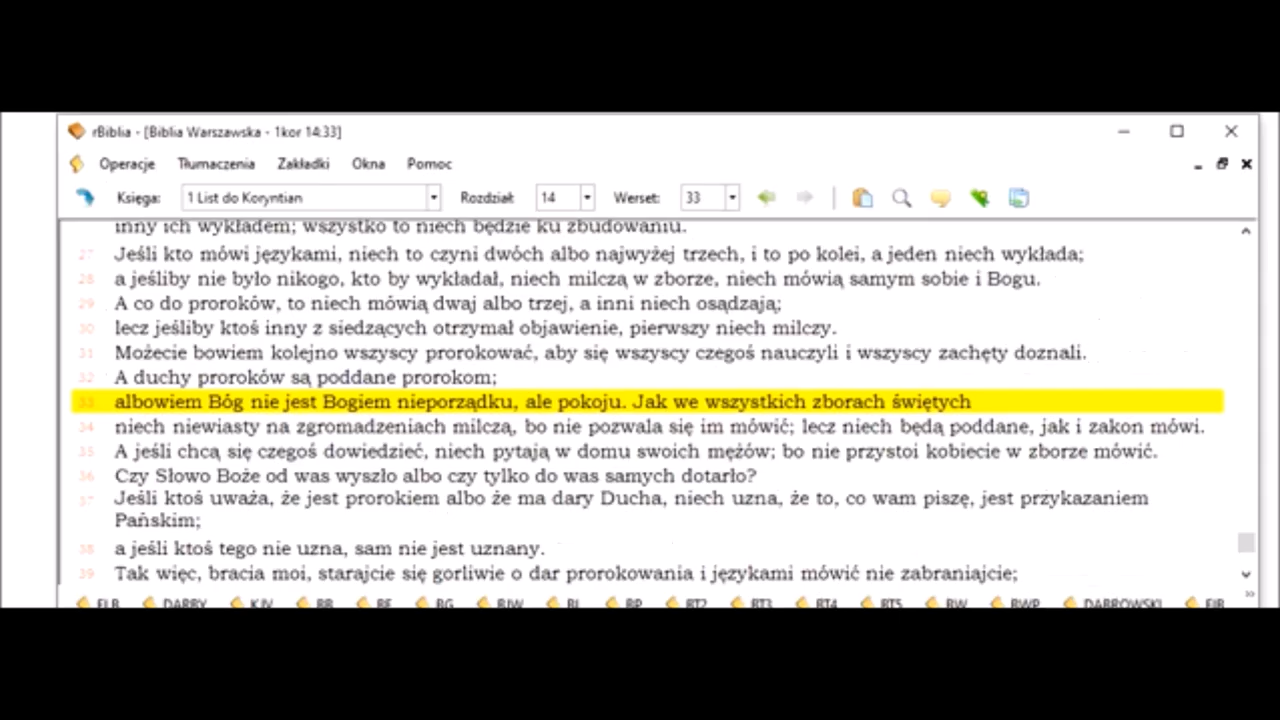 rBiblia - [Biblia Warszawska - 1kor 14:33]
Operacje Tłumaczenia Zakładki Okna Pomoc
Księga: 1 List do Koryntian Rozdział: 14 Werset: 33
inny ich wykładem; wszystko to niech będzie ku zbudowaniu.
27 Jeśli kto mówi językami, niech to czyni dwóch albo najwyżej trzech, i to po kolei, a jeden niech wykłada;
28 a jeśliby nie było nikogo, kto by wykładał, niech milczą w zborze, niech mówią samym sobie i Bogu.
29 A co do proroków, to niech mówią dwaj albo trzej, a inni niech osądzają;
30 lecz jeśliby ktoś inny z siedzących otrzymał objawienie, pierwszy niech milczy.
31 Możecie bowiem kolejno wszyscy prorokować, aby się wszyscy czegoś nauczyli i wszyscy zachęty doznali.
32 A duchy proroków są poddane prorokom;
33 albowiem Bóg nie jest Bogiem nieporządku, ale pokoju. Jak we wszystkich zborach świętych
34 niech niewiasty na zgromadzeniach milczą, bo nie pozwala się im mówić; lecz niech będą poddane, jak i zakon mówi.
35 A jeśli chcą się czegoś dowiedzieć, niech pytają w domu swoich mężów; bo nie przystoi kobiecie w zborze mówić.
36 Czy Słowo Boże od was wyszło albo czy tylko do was samych dotarło?
37 Jeśli ktoś uważa, że jest prorokiem albo że ma dary Ducha, niech uzna, że to, co wam piszę, jest przykazaniem
Pańskim;
38 a jeśli ktoś tego nie uzna, sam nie jest uznany.
39 Tak więc, bracia moi, starajcie się gorliwie o dar prorokowania i językami mówić nie zabraniajcie;
ELB DARBY KJV BB BE BG BJW BL BP BT2 BT3 BT4 BT5 BW BWP DABROWSKI EIB